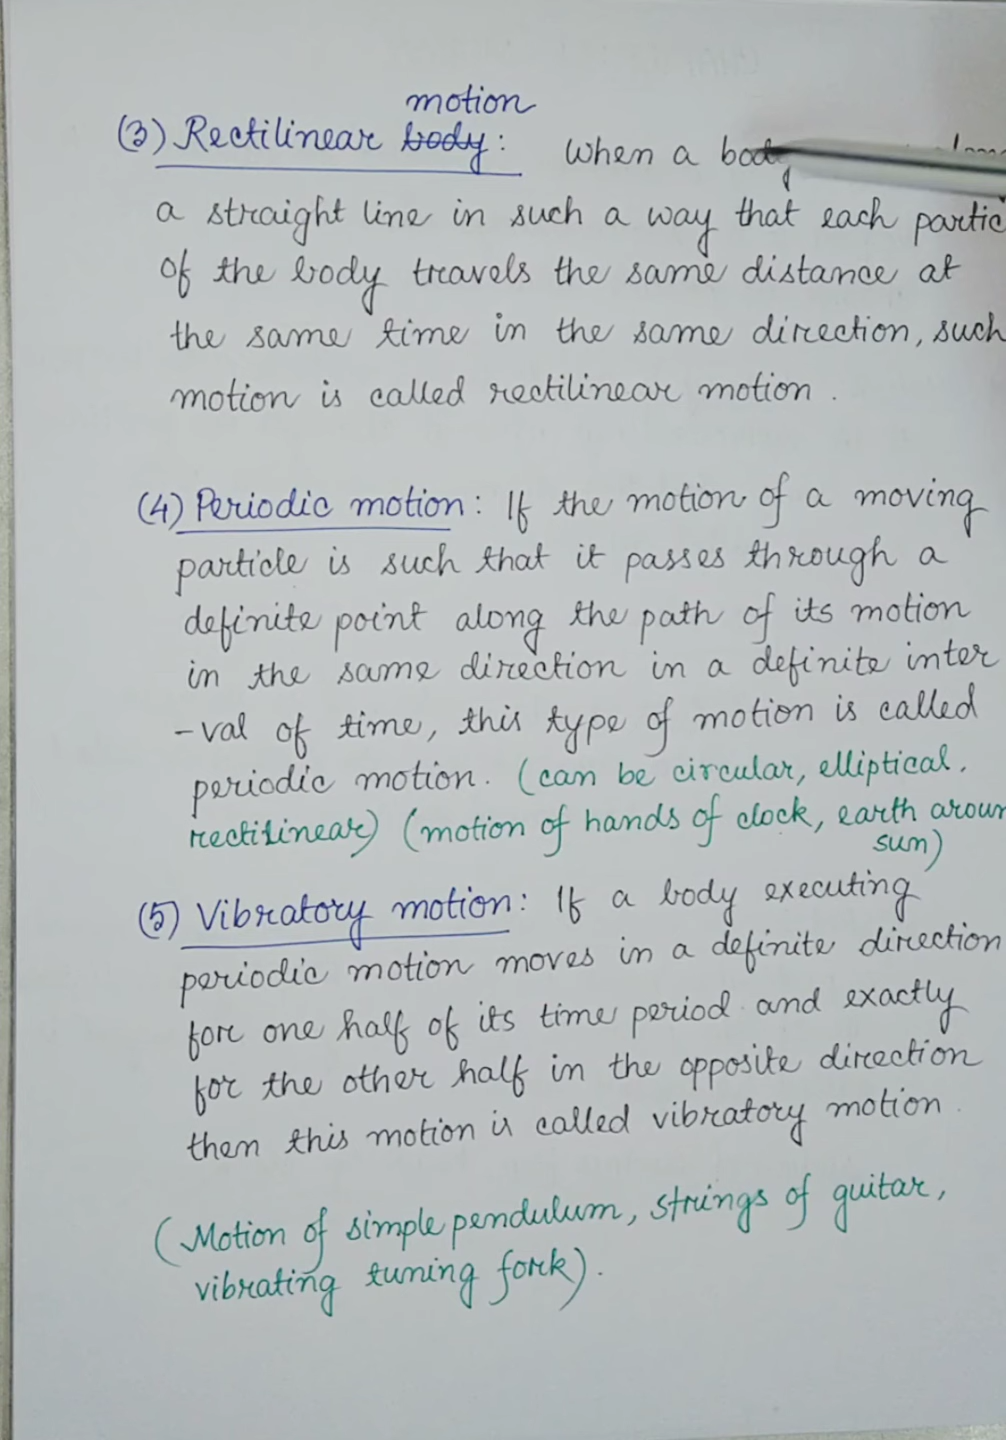 motion
(3) Rectilinear body : When a body
a straight line in such a way that each partic
of the body travels the same distance at
the same time in the same direction, such
motion is called rectilinear motion .
(4) Periodic motion : If the motion of a moving
particle is such that it passes through a
definite point along the path of its motion
in the same direction in a definite inter
-val of time, this type of motion is called
periodic motion. (can be circular, elliptical,
rectilinear) (motion of hands of clock, earth aroun
sun)
(5) Vibratory motion : If a body executing
periodic motion moves in a definite direction
for one half of its time period and exactly
for the other half in the opposite direction
then this motion is called vibratory motion.
(Motion of simple pendulum, strings of guitar,
vibrating tuning fork).